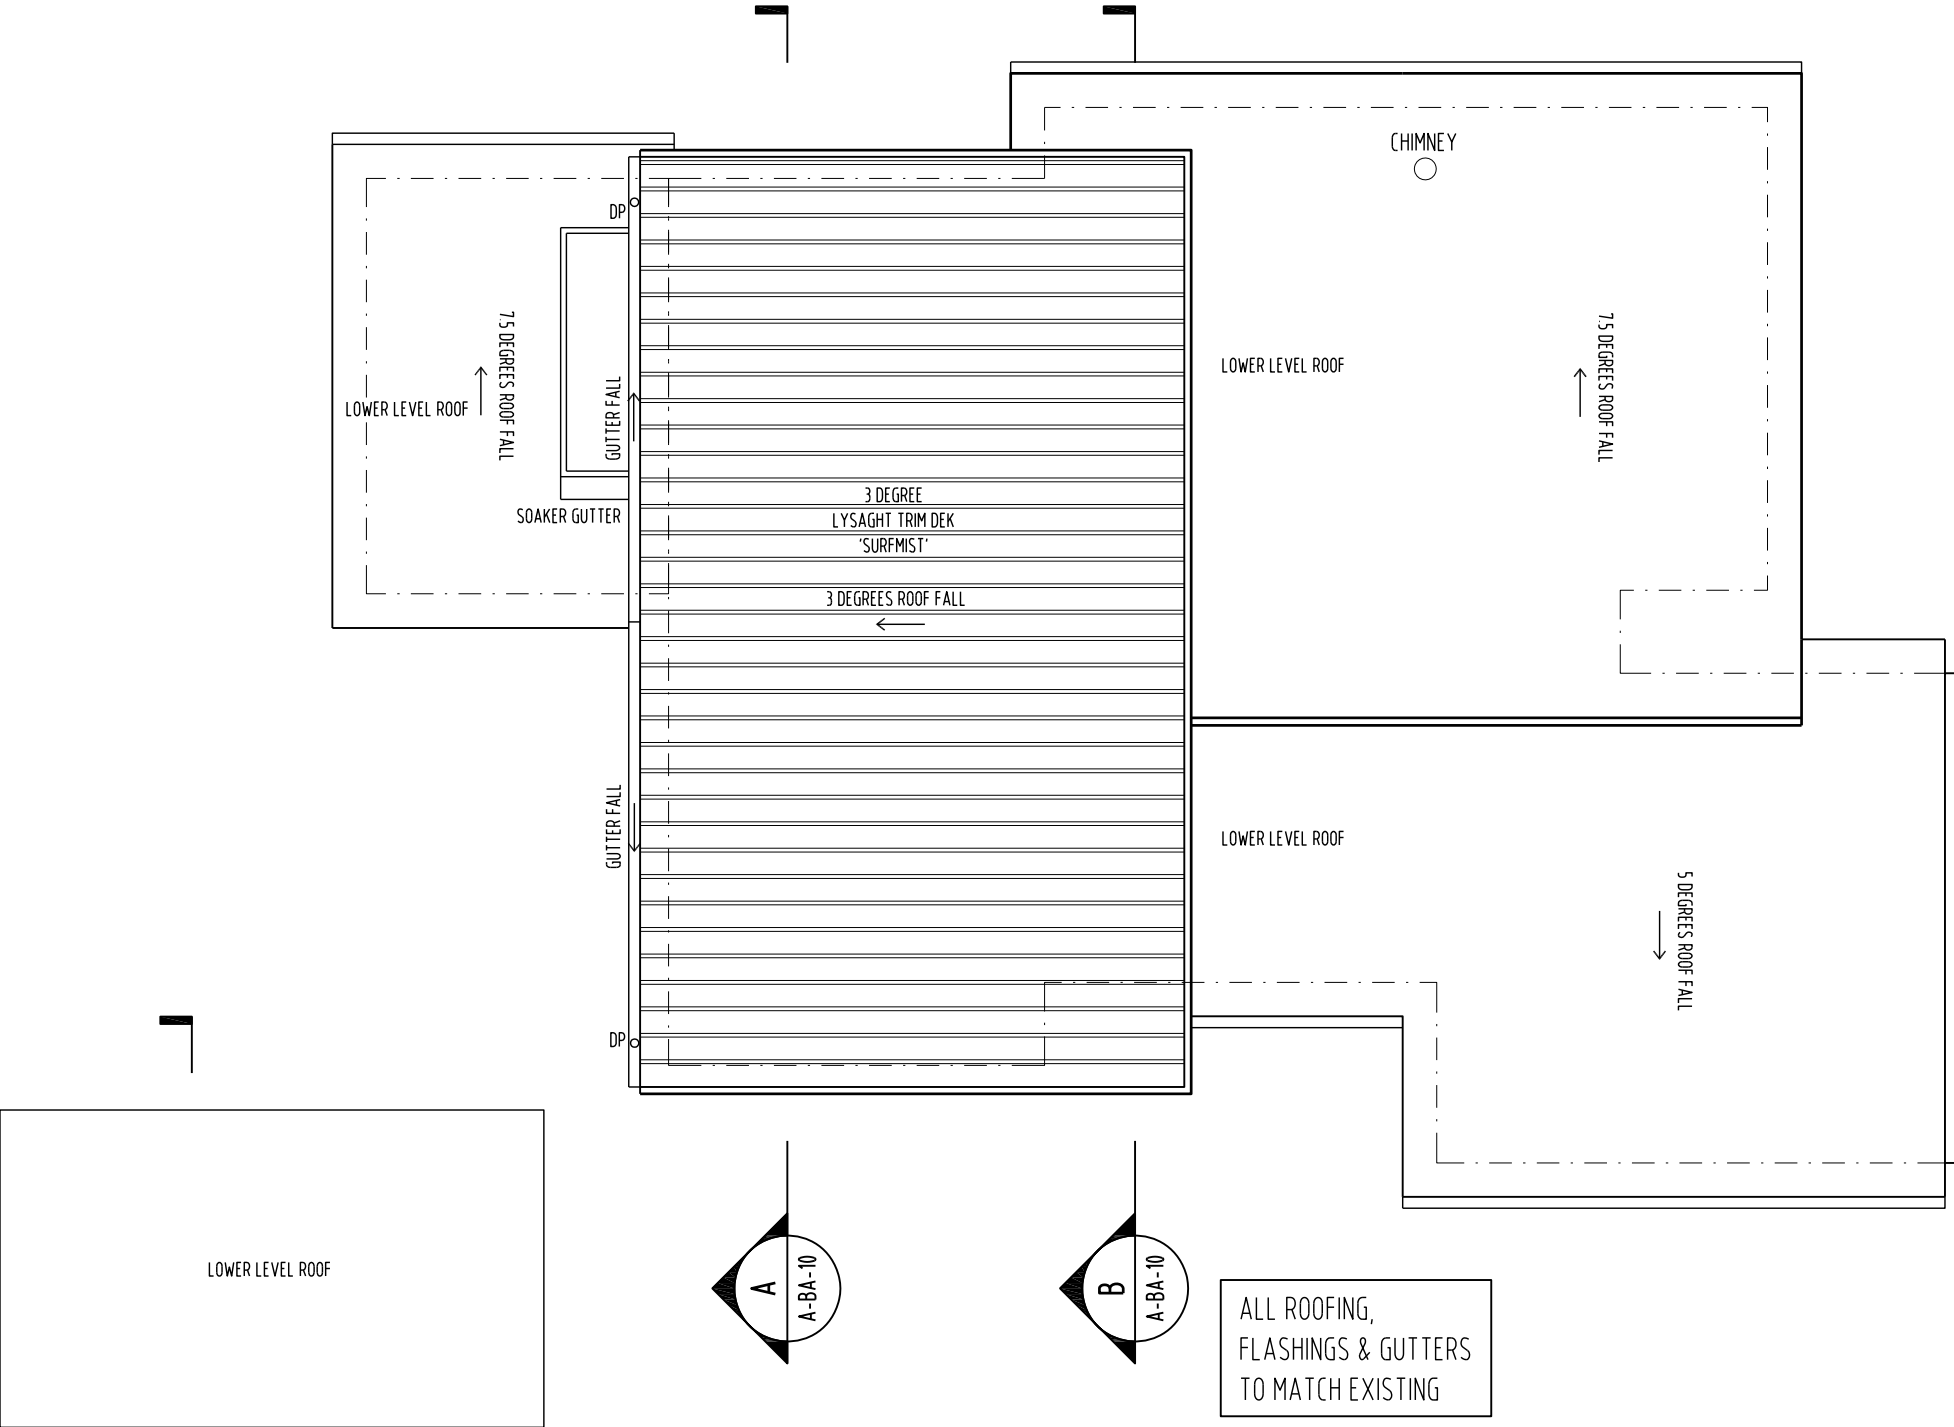 CHIMNEY
DP
7.5 DEGREES ROOF FALL
LOWER LEVEL ROOF
GUTTER FALL
SOAKER GUTTER
3 DEGREE
LYSAGHT TRIM DEK
'SURFMIST'
3 DEGREES ROOF FALL
LOWER LEVEL ROOF
7.5 DEGREES ROOF FALL
GUTTER FALL
LOWER LEVEL ROOF
5 DEGREES ROOF FALL
DP
LOWER LEVEL ROOF
A
A-BA-10
B
A-BA-10
ALL ROOFING,
FLASHINGS & GUTTERS
TO MATCH EXISTING